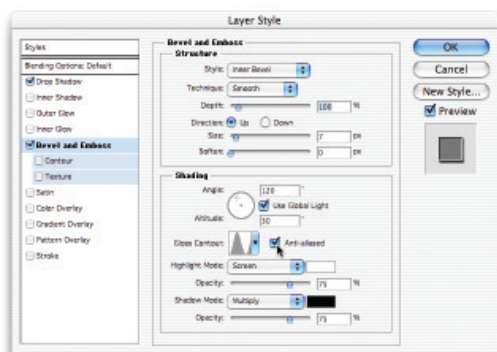 Layer Style
Styles
Blending Options: Default
Drop Shadow
Inner Shadow
Outer Glow
Inner Glow
Bevel and Emboss
Contour
Texture
Satin
Color Overlay
Gradient Overlay
Pattern Overlay
Stroke
Bevel and Emboss
Structure
Style: Inner Bevel
Technique: Smooth
Depth: 100 %
Direction: Up Down
Size: 7 px
Soften: 0 px
Shading
Angle: 120 °
Use Global Light
Altitude: 30 °
Gloss Contour: Anti-aliased
Highlight Mode: Screen
Opacity: 75 %
Shadow Mode: Multiply
Opacity: 75 %
OK
Cancel
New Style...
Preview